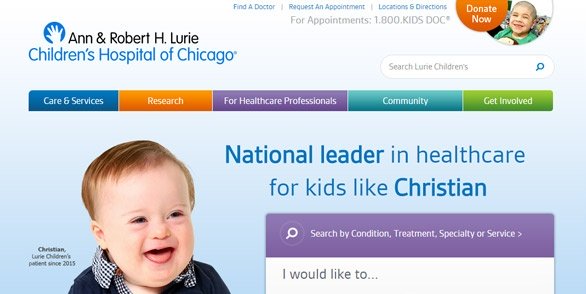 Find A Doctor | Request An Appointment | Locations & Directions
For Appointments: 1.800.KIDS DOC®
Donate
Now
Ann & Robert H. Lurie
Children's Hospital of Chicago®
Search Lurie Children's
Care & Services
Research
For Healthcare Professionals
Community
Get Involved
National leader in healthcare
for kids like Christian
Christian,
Lurie Children's
patient since 2015
Search by Condition, Treatment, Specialty or Service >
I would like to...